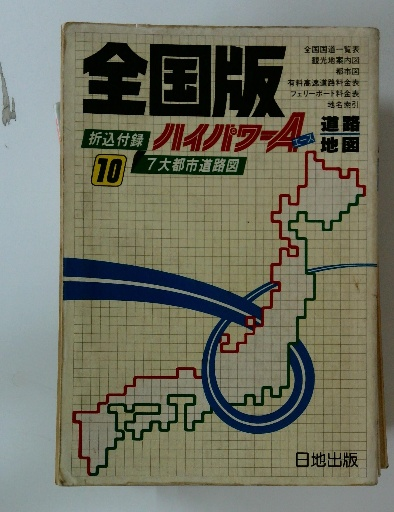 全国版
全国国道一覧表
観光地案内図
都市図
有料高速道路料金表
フェリーボート料金表
地名索引
折込付録
ハイパワーA
エース
道路
地図
10
7大都市道路図
日地出版